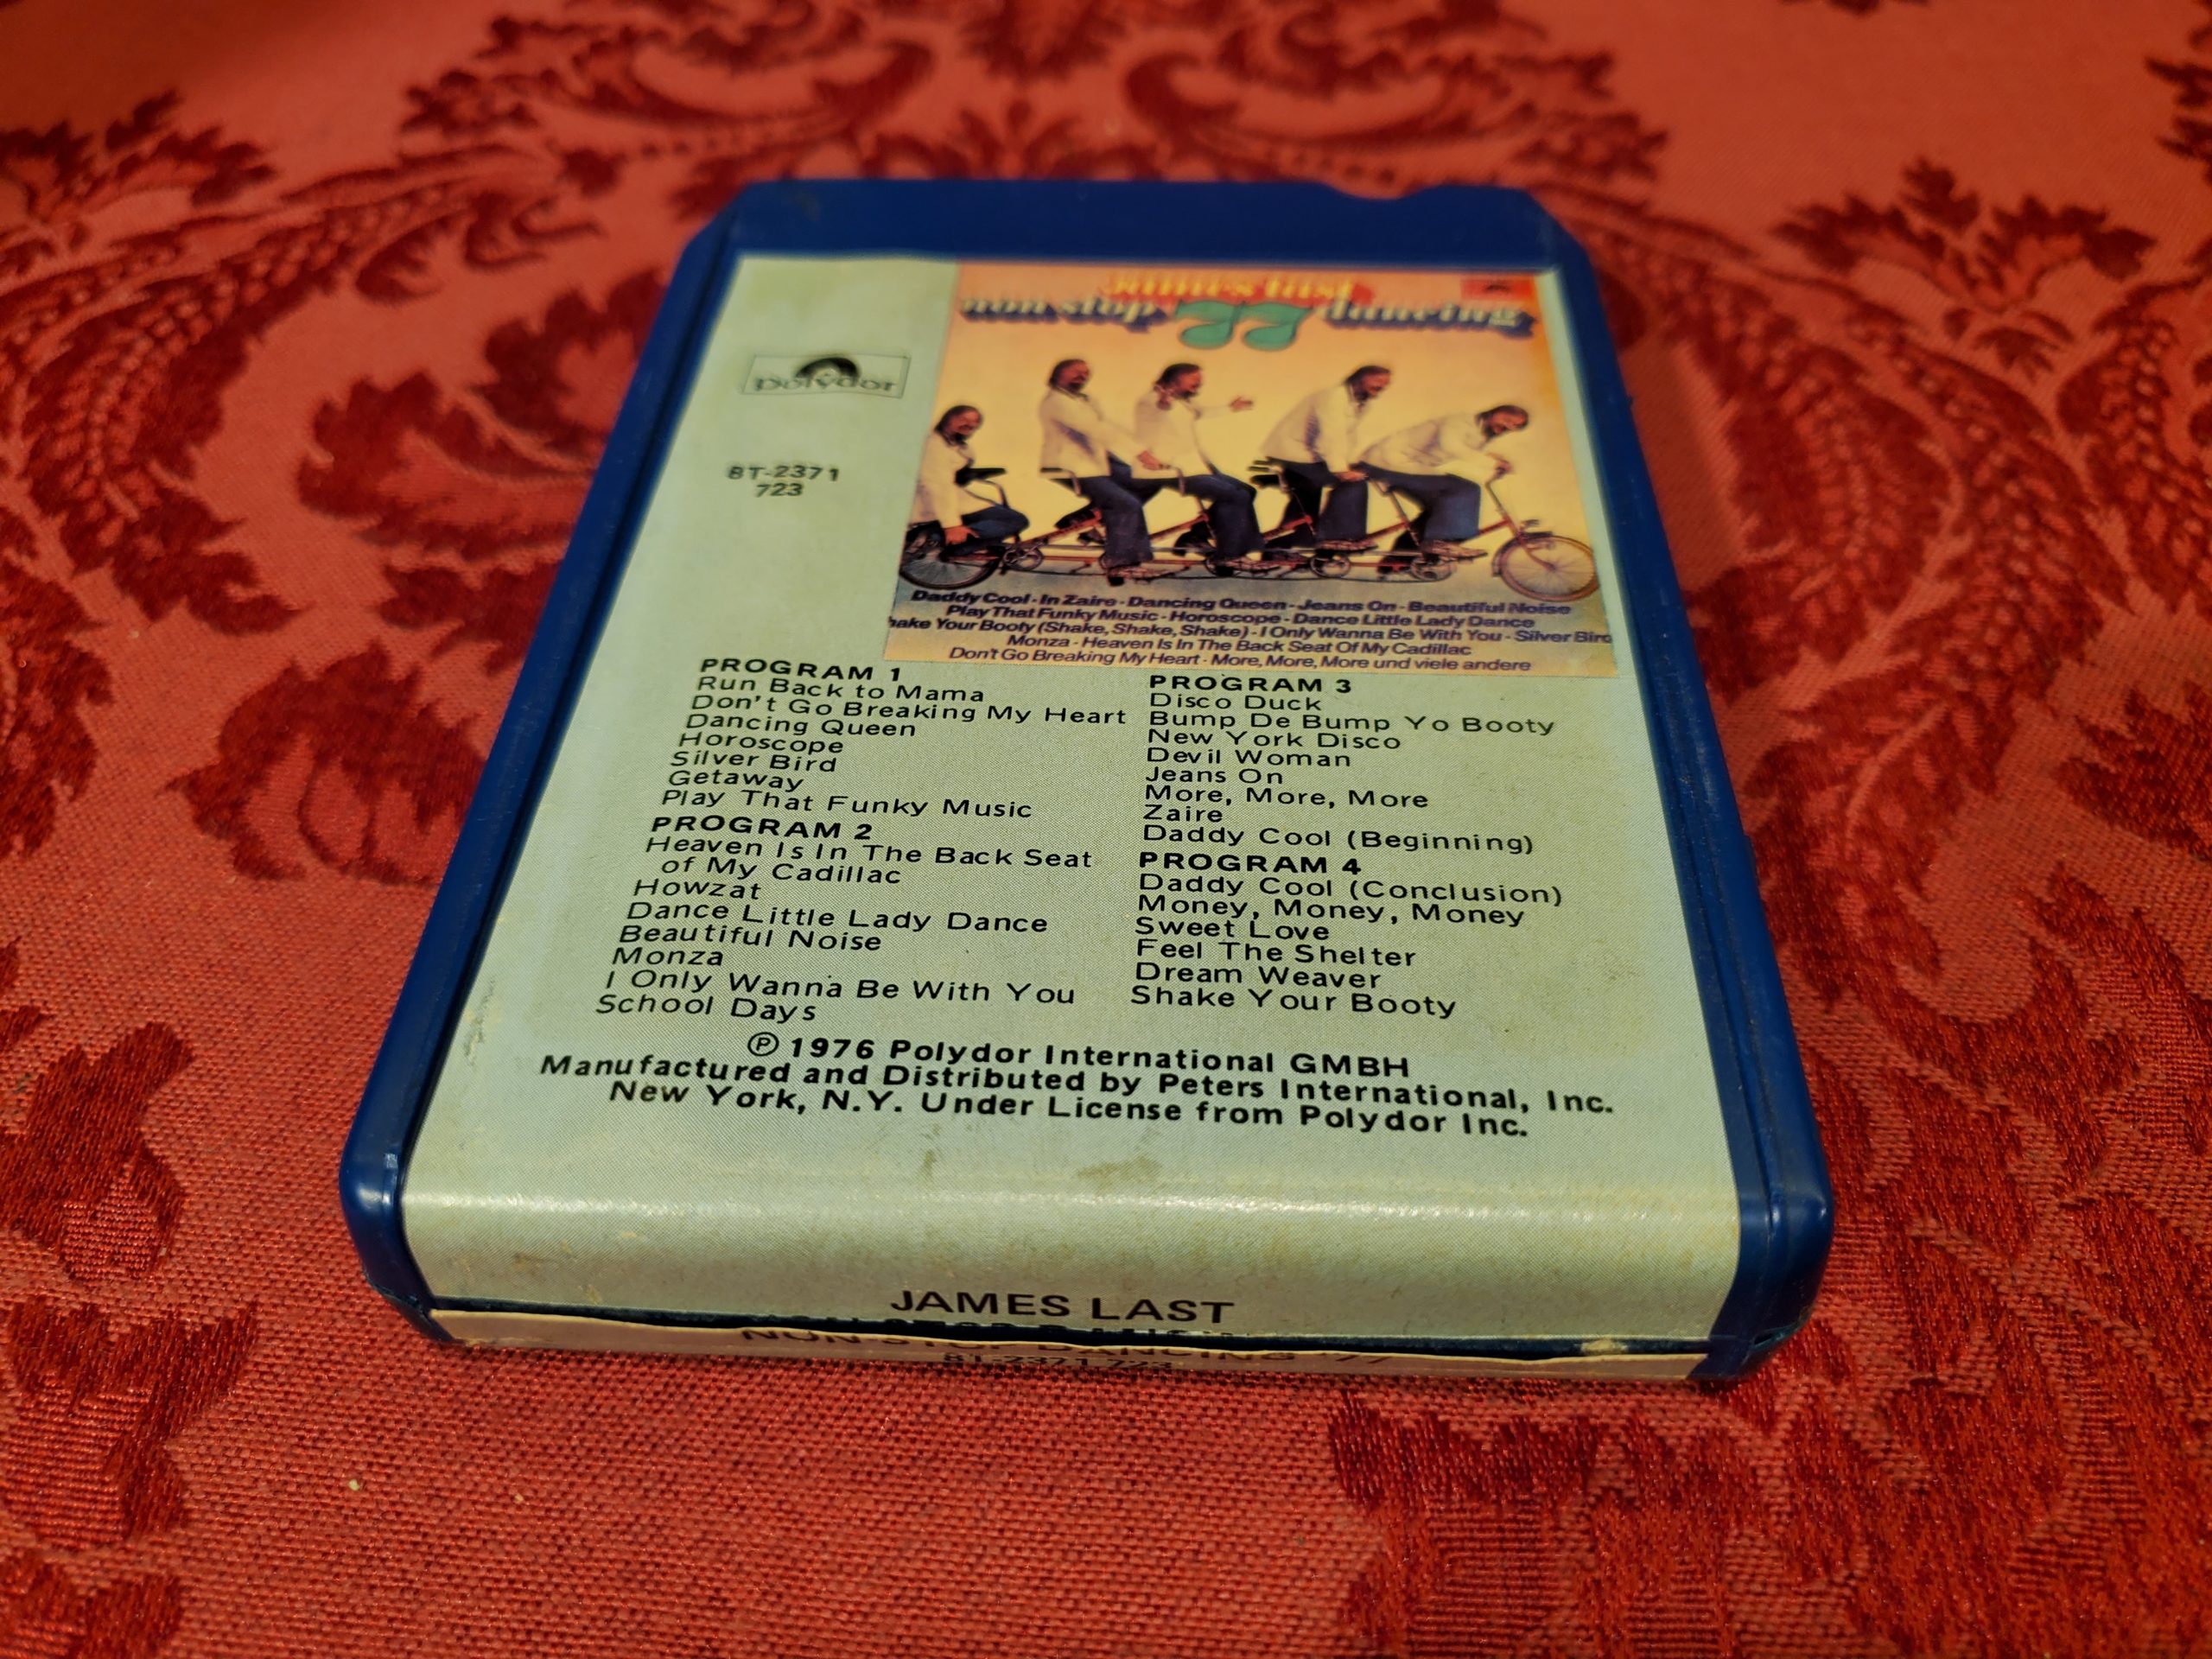 james last
non stop 77 dancing
polydor
8T-2371
723
Daddy Cool · In Zaire · Dancing Queen · Jeans On · Beautiful Noise
Play That Funky Music · Horoscope · Dance Little Lady Dance
hake Your Booty (Shake, Shake, Shake) · I Only Wanna Be With You · Silver Bird
Monza · Heaven Is In The Back Seat Of My Cadillac
Don't Go Breaking My Heart · More, More, More und viele andere
PROGRAM 1
Run Back to Mama
Don't Go Breaking My Heart
Dancing Queen
Horoscope
Silver Bird
Getaway
Play That Funky Music
PROGRAM 2
Heaven Is In The Back Seat
of My Cadillac
Howzat
Dance Little Lady Dance
Beautiful Noise
Monza
I Only Wanna Be With You
School Days
PROGRAM 3
Disco Duck
Bump De Bump Yo Booty
New York Disco
Devil Woman
Jeans On
More, More, More
Zaire
Daddy Cool (Beginning)
PROGRAM 4
Daddy Cool (Conclusion)
Money, Money, Money
Sweet Love
Feel The Shelter
Dream Weaver
Shake Your Booty
Ⓟ 1976 Polydor International GMBH
Manufactured and Distributed by Peters International, Inc.
New York, N.Y. Under License from Polydor Inc.
JAMES LAST
NON STOP DANCING '77
8T-2371 723